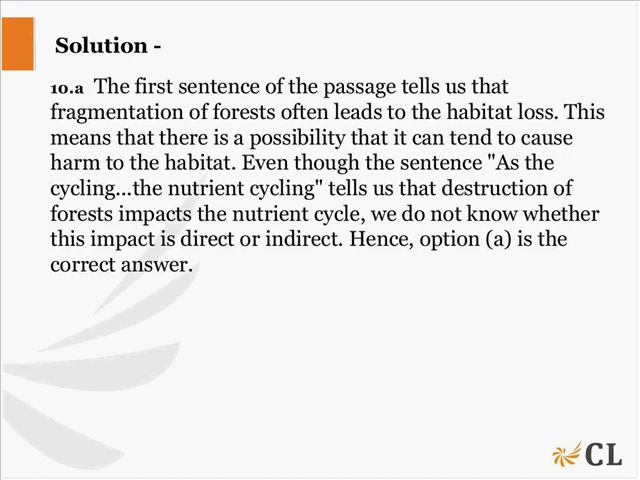 Solution -
10.a The first sentence of the passage tells us that
fragmentation of forests often leads to the habitat loss. This
means that there is a possibility that it can tend to cause
harm to the habitat. Even though the sentence "As the
cycling...the nutrient cycling" tells us that destruction of
forests impacts the nutrient cycle, we do not know whether
this impact is direct or indirect. Hence, option (a) is the
correct answer.
CL